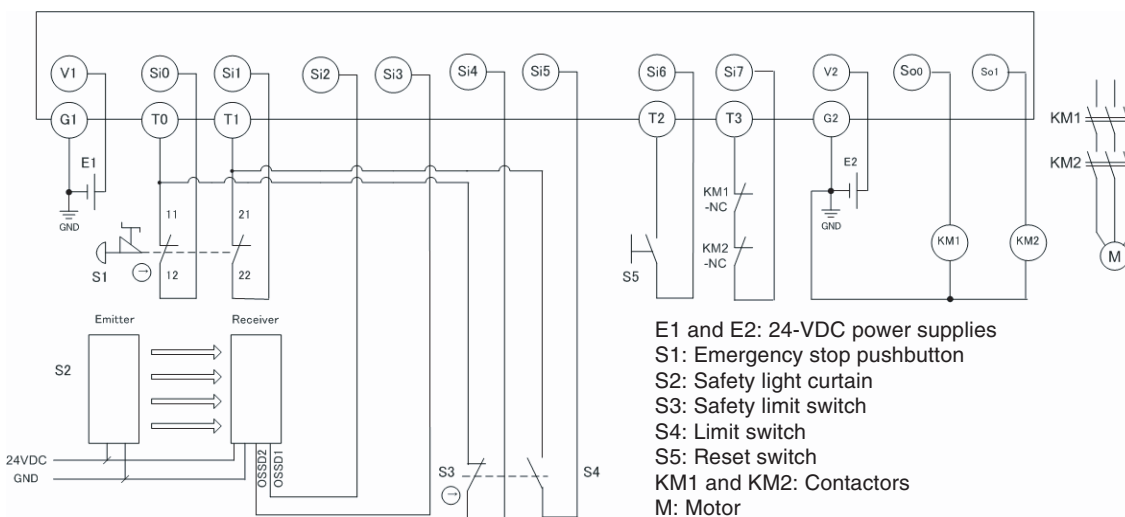 V1 Si0 Si1 Si2 Si3 Si4 Si5 Si6 Si7 V2 So0 So1
G1 T0 T1 T2 T3 G2
KM1
KM2
M
E1
GND
E2
GND
KM1
-NC
KM2
-NC
11 21
12 22
S1
S5
KM1 KM2
Emitter Receiver
S2
24VDC
GND
OSSD2
OSSD1
S3 S4
E1 and E2: 24-VDC power supplies
S1: Emergency stop pushbutton
S2: Safety light curtain
S3: Safety limit switch
S4: Limit switch
S5: Reset switch
KM1 and KM2: Contactors
M: Motor